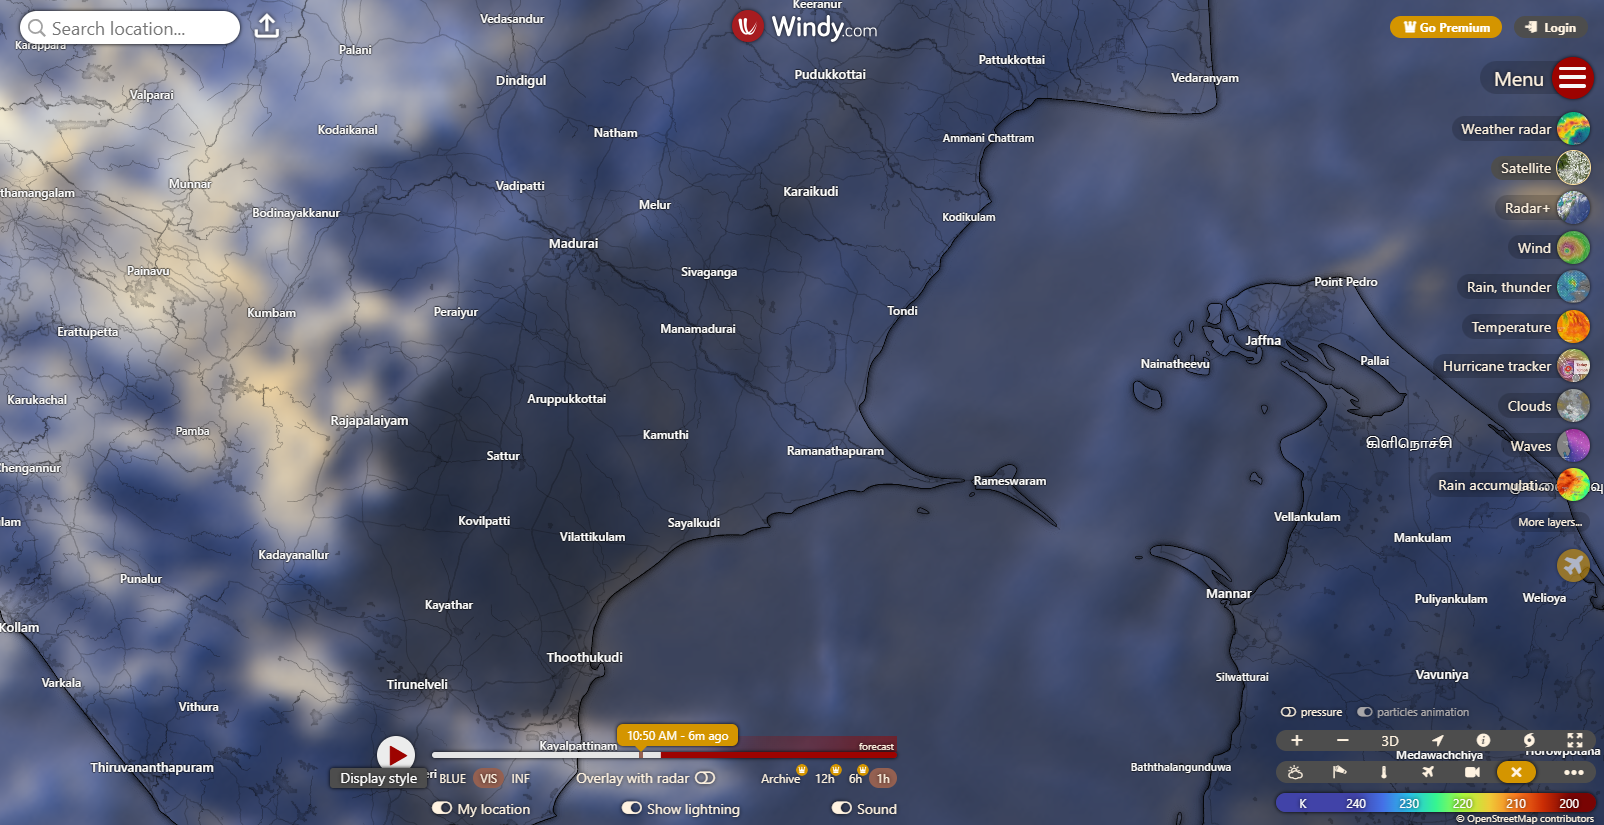 Search location...
Windy.com
Go Premium
Login
Menu
Weather radar
Satellite
Radar+
Wind
Rain, thunder
Temperature
Hurricane tracker
Clouds
Waves
More layers...
Keeranur
Vedasandur
Karappara
Palani
Pattukkottai
Pudukkottai
Dindigul
Vedaranyam
Valparai
Kodaikanal
Natham
Ammani Chattram
Munnar
Vadipatti
thamangalam
Karaikudi
Melur
Bodinayakkanur
Kodikulam
Madurai
Painavu
Sivaganga
Point Pedro
Kumbam
Peraiyur
Tondi
Erattupetta
Manamadurai
Jaffna
Nainatheevu
Pallai
Karukachal
Aruppukkottai
Rajapalaiyam
Pamba
Kamuthi
கிளிநொச்சி
Sattur
Ramanathapuram
Chengannur
Rameswaram
Rain accumulati
Vellankulam
Kovilpatti
Sayalkudi
Vilattikulam
Mankulam
Kadayanallur
Punalur
Mannar
Puliyankulam
Welioya
Kayathar
Kollam
Thoothukudi
Vavuniya
Silwatturai
Varkala
Tirunelveli
Vithura
pressure
particles animation
10:50 AM - 6m ago
Kayalpattinam
forecast
3D
Medawachchiya
Horowpotana
Thiruvananthapuram
Baththalangunduwa
Display style
eri
BLUE
VIS
INF
Overlay with radar
Archive
12h
6h
1h
My location
Show lightning
Sound
K 240 230 220 210 200
© OpenStreetMap contributors